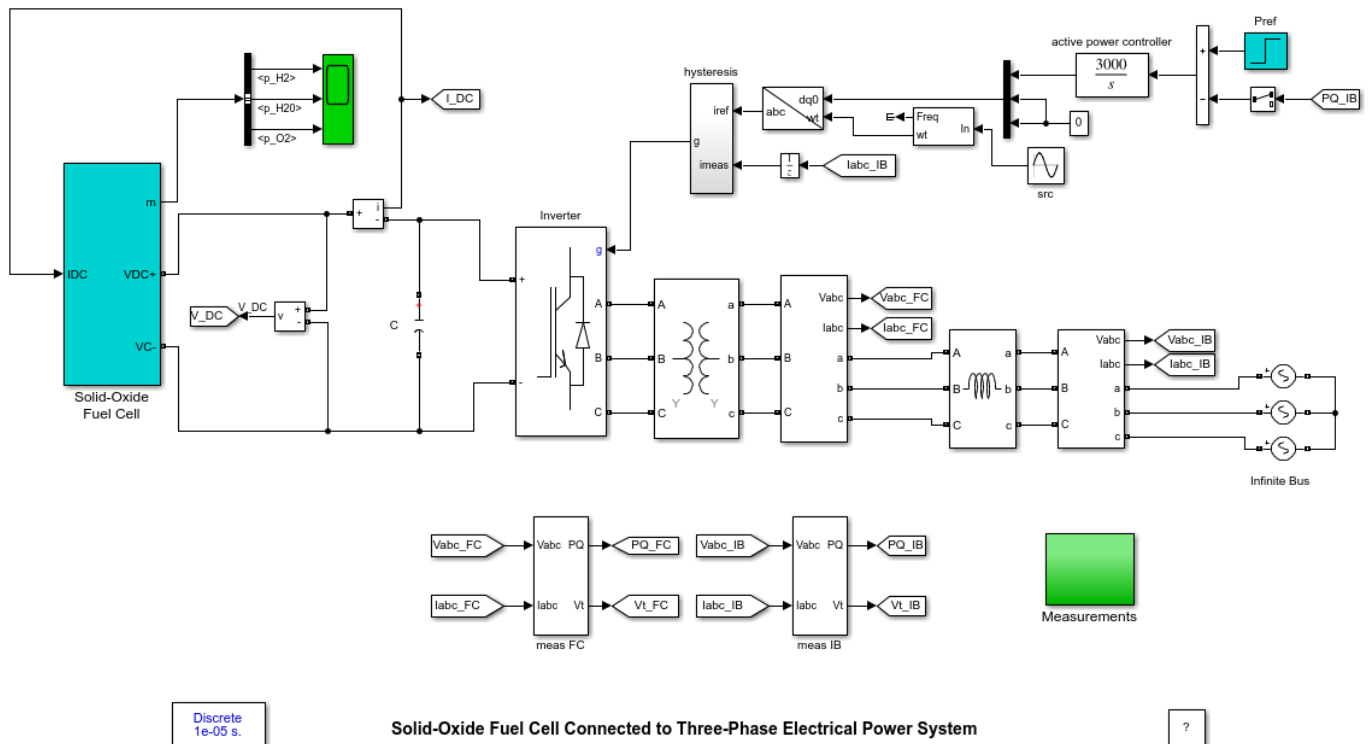 Pref
active power controller
+
3000
s
-
PQ_IB
<p_H2>
<p_H20>
<p_O2>
I_DC
hysteresis
iref
g
imeas
dq0
abc
wt
Freq
wt
In
0
1
z
Iabc_IB
src
m
IDC
VDC+
VC-
Solid-Oxide
Fuel Cell
+
i
-
V_DC
V_DC
v
+
-
+
C
Inverter
g
+
-
A
B
C
A
B
C
a
b
c
Y
Y
A
B
C
Vabc
Iabc
a
b
c
Vabc_FC
Iabc_FC
A
B
C
a
b
c
A
B
C
Vabc
Iabc
a
b
c
Vabc_IB
Iabc_IB
+
+
+
Infinite Bus
Vabc_FC
Iabc_FC
Vabc
PQ
Iabc
Vt
meas FC
PQ_FC
Vt_FC
Vabc_IB
Iabc_IB
Vabc
PQ
Iabc
Vt
meas IB
PQ_IB
Vt_IB
Measurements
Discrete
1e-05 s.
Solid-Oxide Fuel Cell Connected to Three-Phase Electrical Power System
?